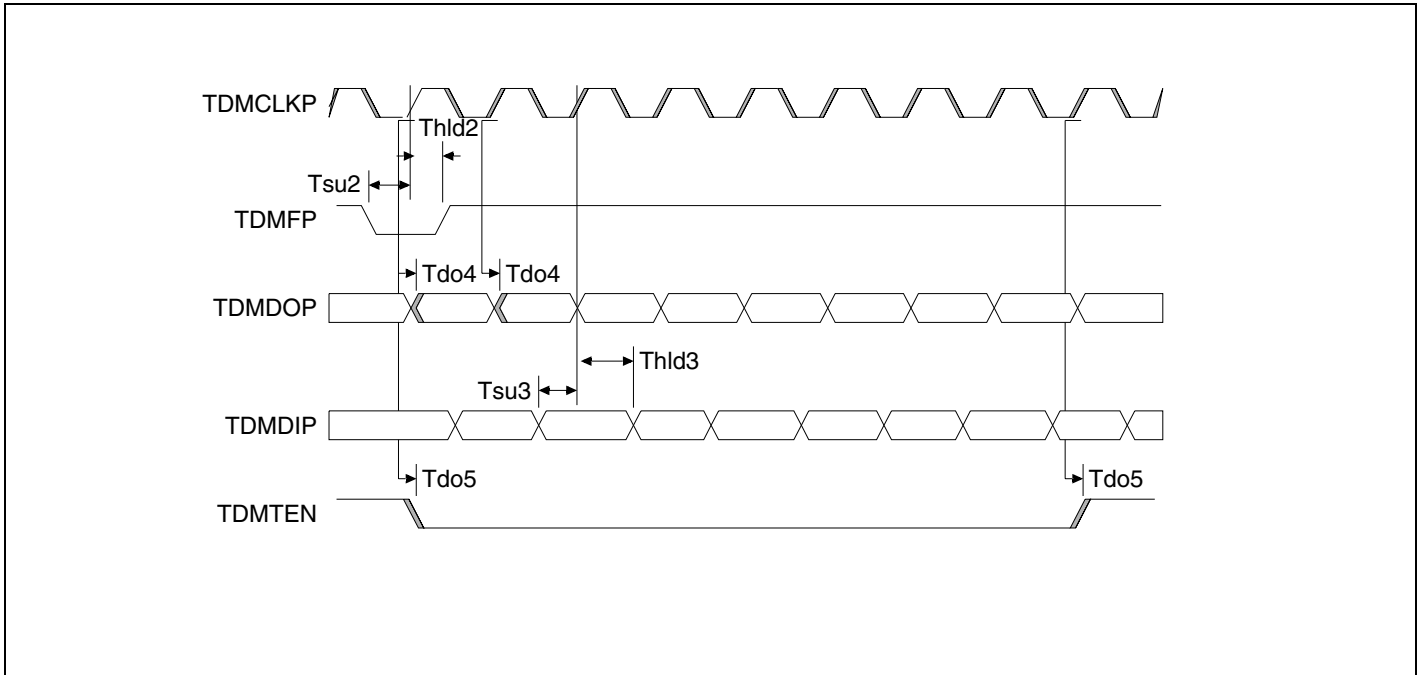 TDMCLKP
Thld2
Tsu2
TDMFP
Tdo4 Tdo4
TDMDOP
Thld3
Tsu3
TDMDIP
Tdo5 Tdo5
TDMTEN